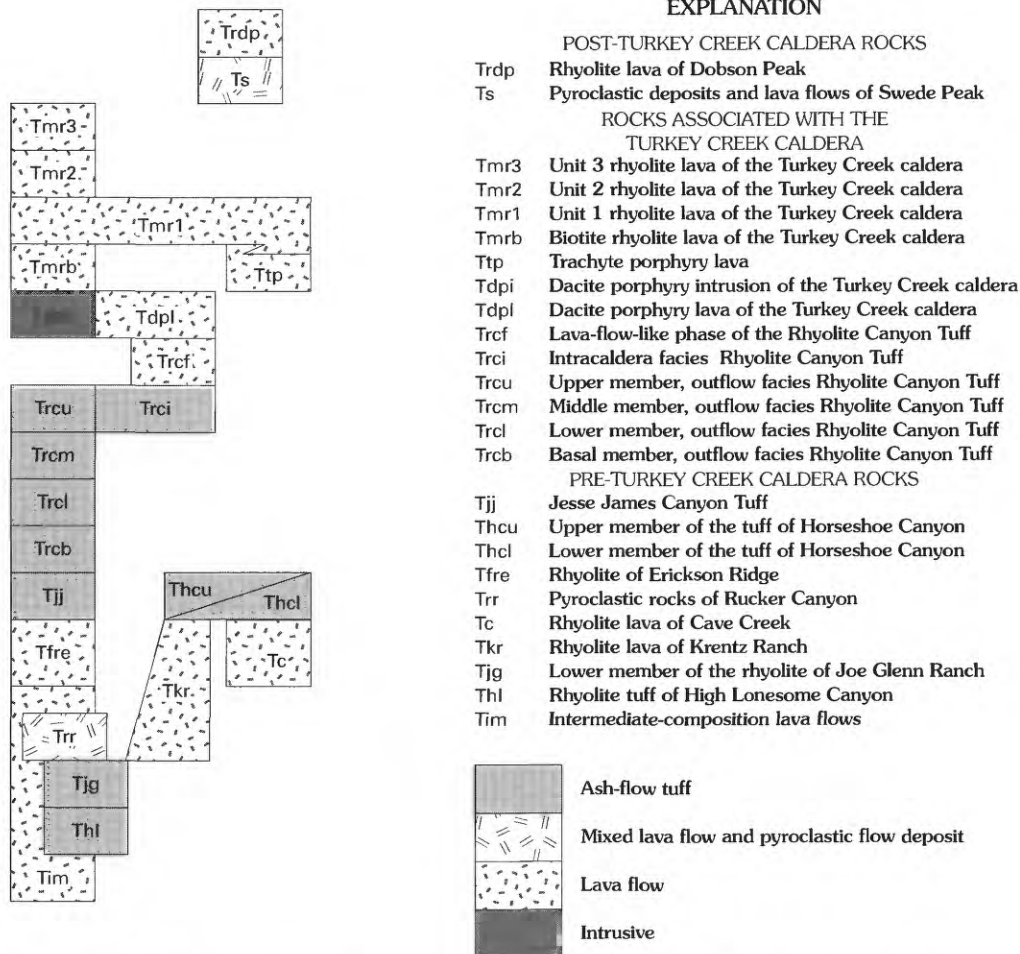 Trdp
Ts
Tmr3
Tmr2
Tmr1
Tmrb
Ttp
Tdpl
Trcf
Trcu
Trci
Trcm
Trcl
Trcb
Tjj
Thcu
Thcl
Tfre
Tc
Tkr
Trr
Tjg
Thl
Tim
EXPLANATION
POST-TURKEY CREEK CALDERA ROCKS
Trdp Rhyolite lava of Dobson Peak
Ts Pyroclastic deposits and lava flows of Swede Peak
ROCKS ASSOCIATED WITH THE
TURKEY CREEK CALDERA
Tmr3 Unit 3 rhyolite lava of the Turkey Creek caldera
Tmr2 Unit 2 rhyolite lava of the Turkey Creek caldera
Tmr1 Unit 1 rhyolite lava of the Turkey Creek caldera
Tmrb Biotite rhyolite lava of the Turkey Creek caldera
Ttp Trachyte porphyry lava
Tdpi Dacite porphyry intrusion of the Turkey Creek caldera
Tdpl Dacite porphyry lava of the Turkey Creek caldera
Trcf Lava-flow-like phase of the Rhyolite Canyon Tuff
Trci Intracaldera facies Rhyolite Canyon Tuff
Trcu Upper member, outflow facies Rhyolite Canyon Tuff
Trcm Middle member, outflow facies Rhyolite Canyon Tuff
Trcl Lower member, outflow facies Rhyolite Canyon Tuff
Trcb Basal member, outflow facies Rhyolite Canyon Tuff
PRE-TURKEY CREEK CALDERA ROCKS
Tjj Jesse James Canyon Tuff
Thcu Upper member of the tuff of Horseshoe Canyon
Thcl Lower member of the tuff of Horseshoe Canyon
Tfre Rhyolite of Erickson Ridge
Trr Pyroclastic rocks of Rucker Canyon
Tc Rhyolite lava of Cave Creek
Tkr Rhyolite lava of Krentz Ranch
Tjg Lower member of the rhyolite of Joe Glenn Ranch
Thl Rhyolite tuff of High Lonesome Canyon
Tim Intermediate-composition lava flows
Ash-flow tuff
Mixed lava flow and pyroclastic flow deposit
Lava flow
Intrusive